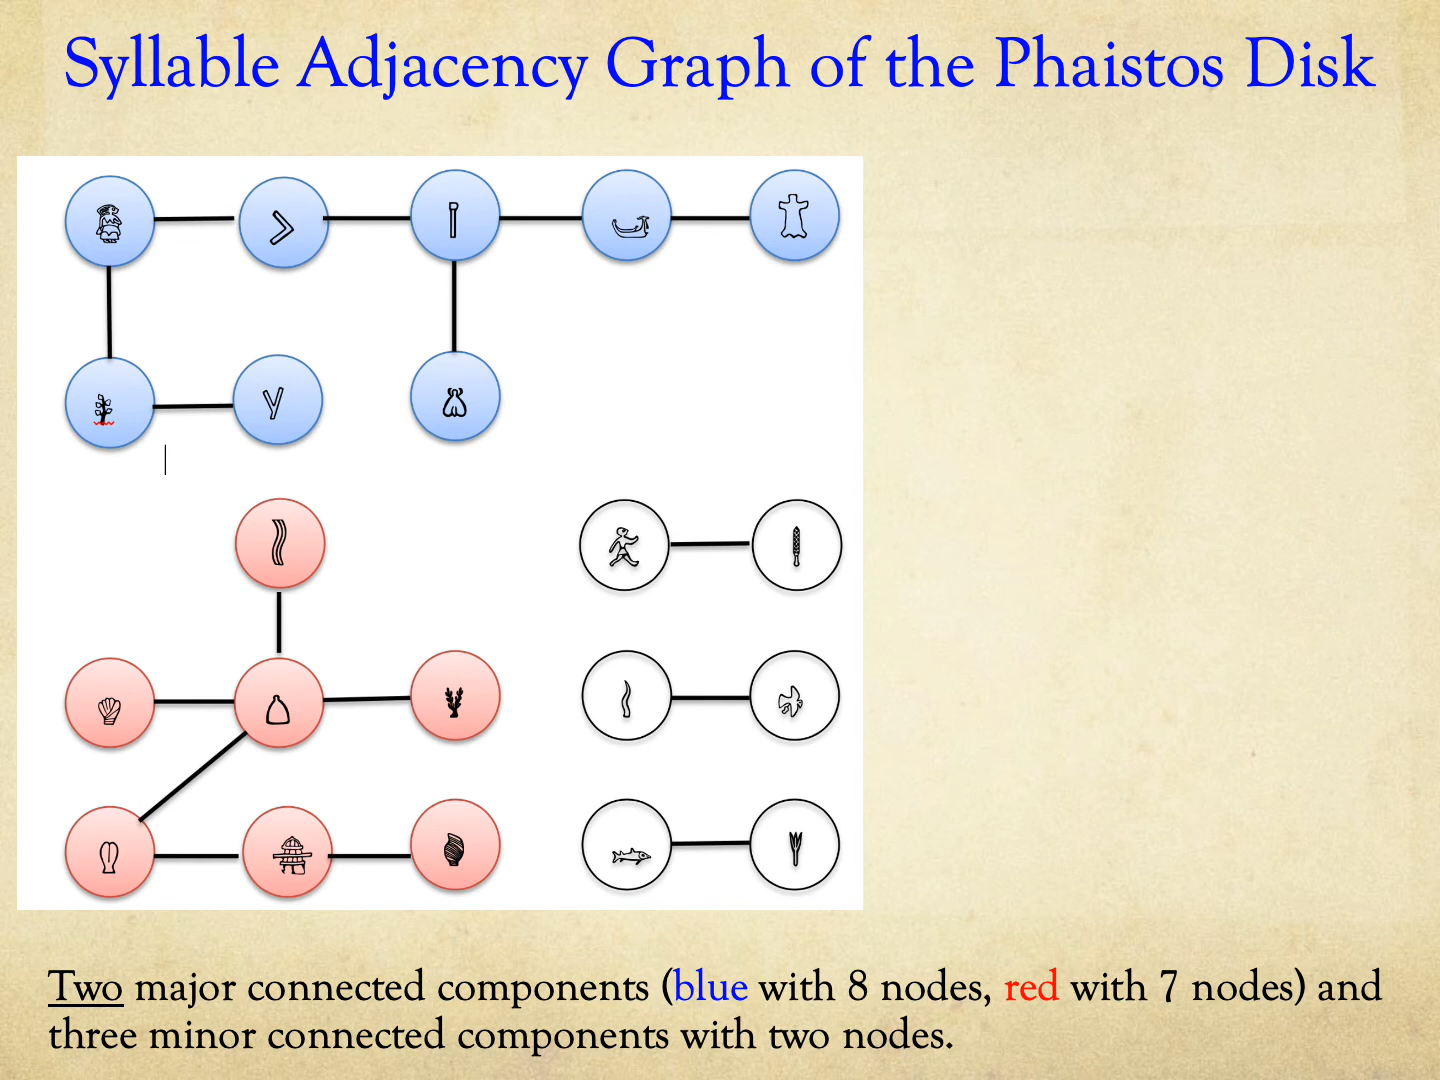 Syllable Adjacency Graph of the Phaistos Disk
Two major connected components (blue with 8 nodes, red with 7 nodes) and
three minor connected components with two nodes.